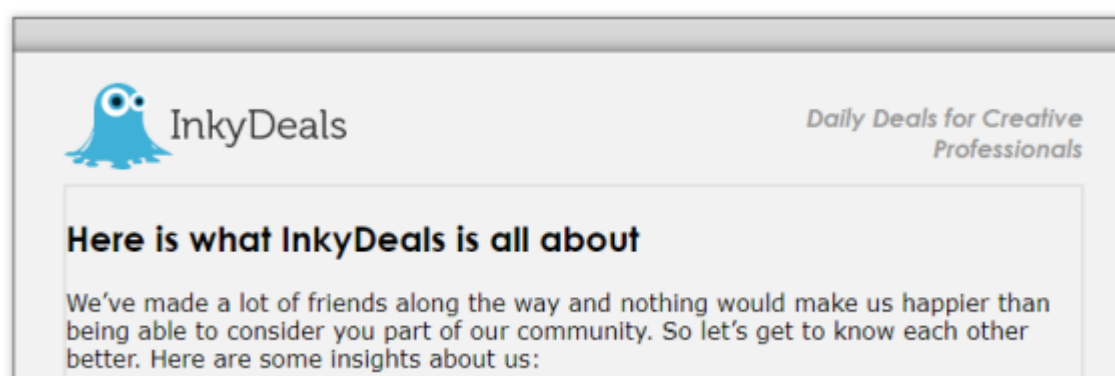 InkyDeals
Daily Deals for Creative
Professionals
Here is what InkyDeals is all about
We've made a lot of friends along the way and nothing would make us happier than
being able to consider you part of our community. So let's get to know each other
better. Here are some insights about us: